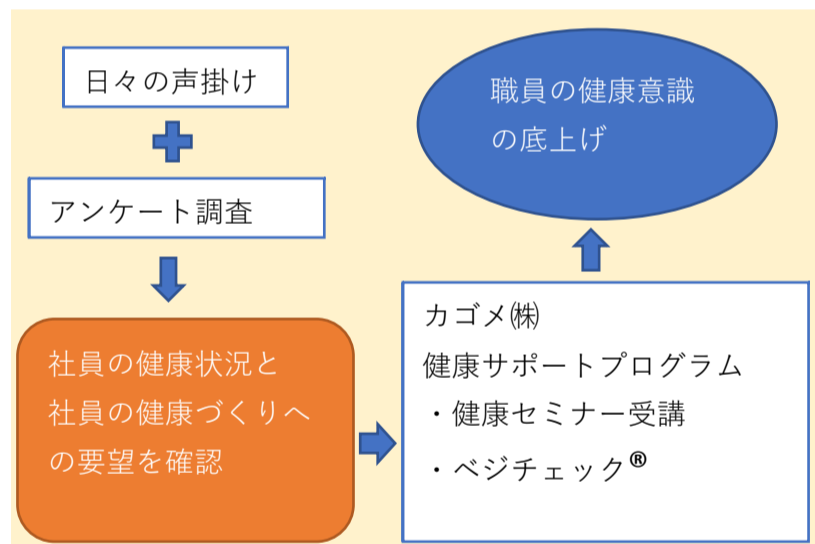 日々の声掛け
アンケート調査
社員の健康状況と
社員の健康づくりへ
の要望を確認
カゴメ㈱
健康サポートプログラム
・健康セミナー受講
・ベジチェック®
職員の健康意識
の底上げ